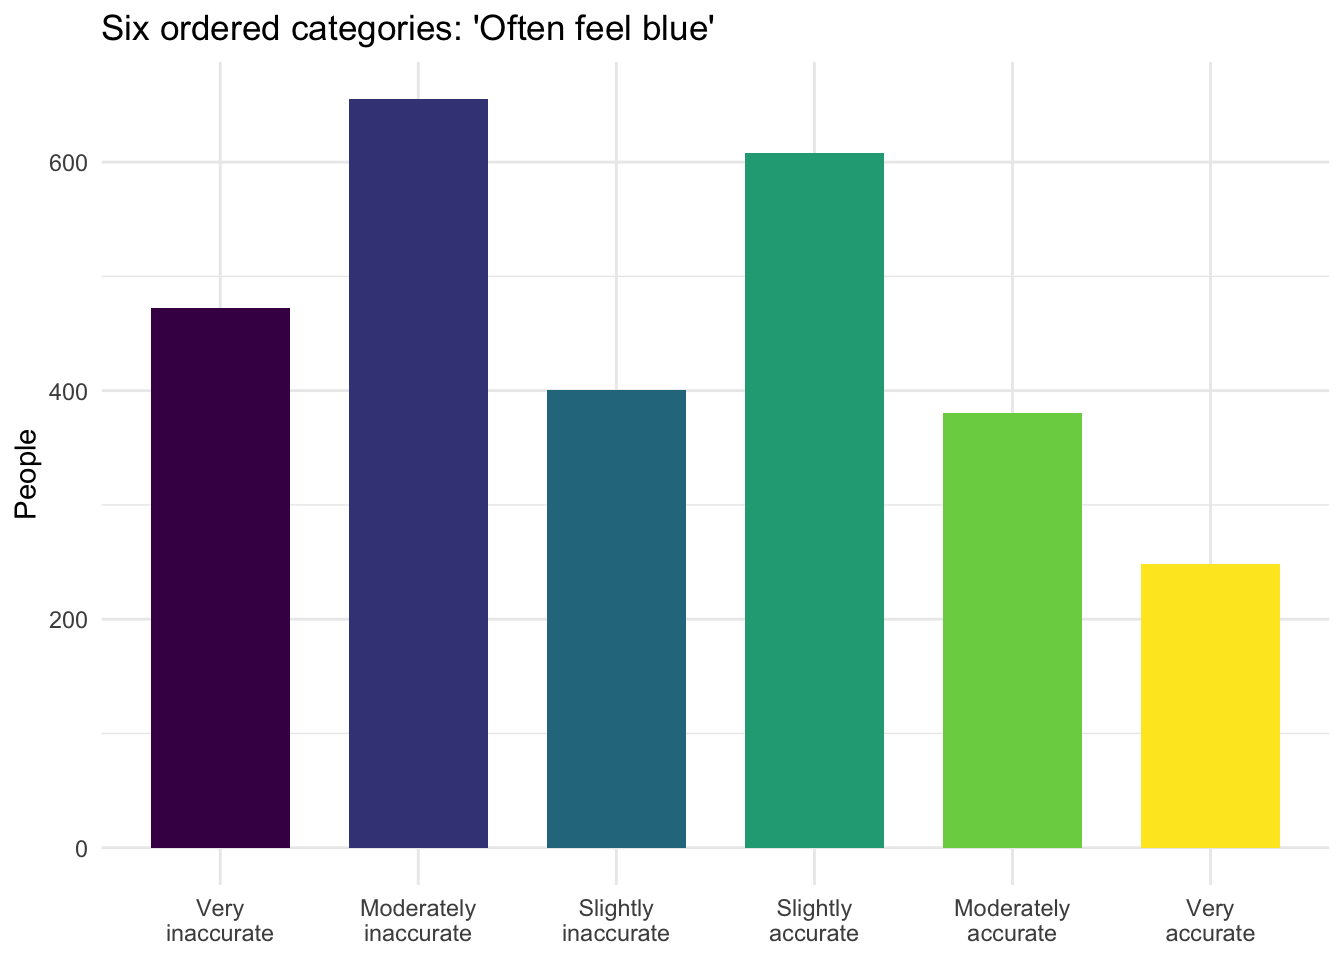 Six ordered categories: 'Often feel blue'
People
600
400
200
0
Very
inaccurate
Moderately
inaccurate
Slightly
inaccurate
Slightly
accurate
Moderately
accurate
Very
accurate